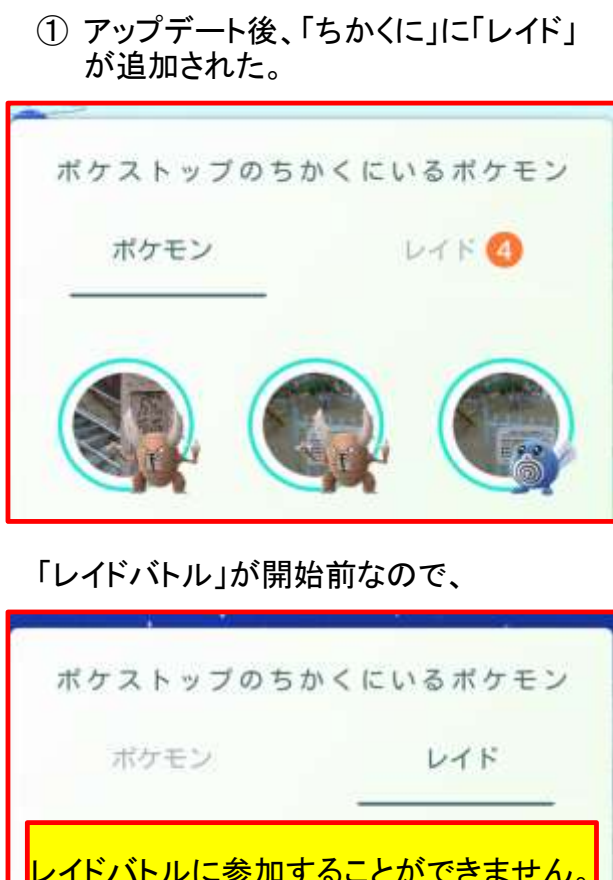 ① アップデート後、「ちかくに」に「レイド」
が追加された。
ポケストップのちかくにいるポケモン
ポケモン
レイド 4
「レイドバトル」が開始前なので、
ポケストップのちかくにいるポケモン
ポケモン
レイド
レイドバトルに参加することができません。